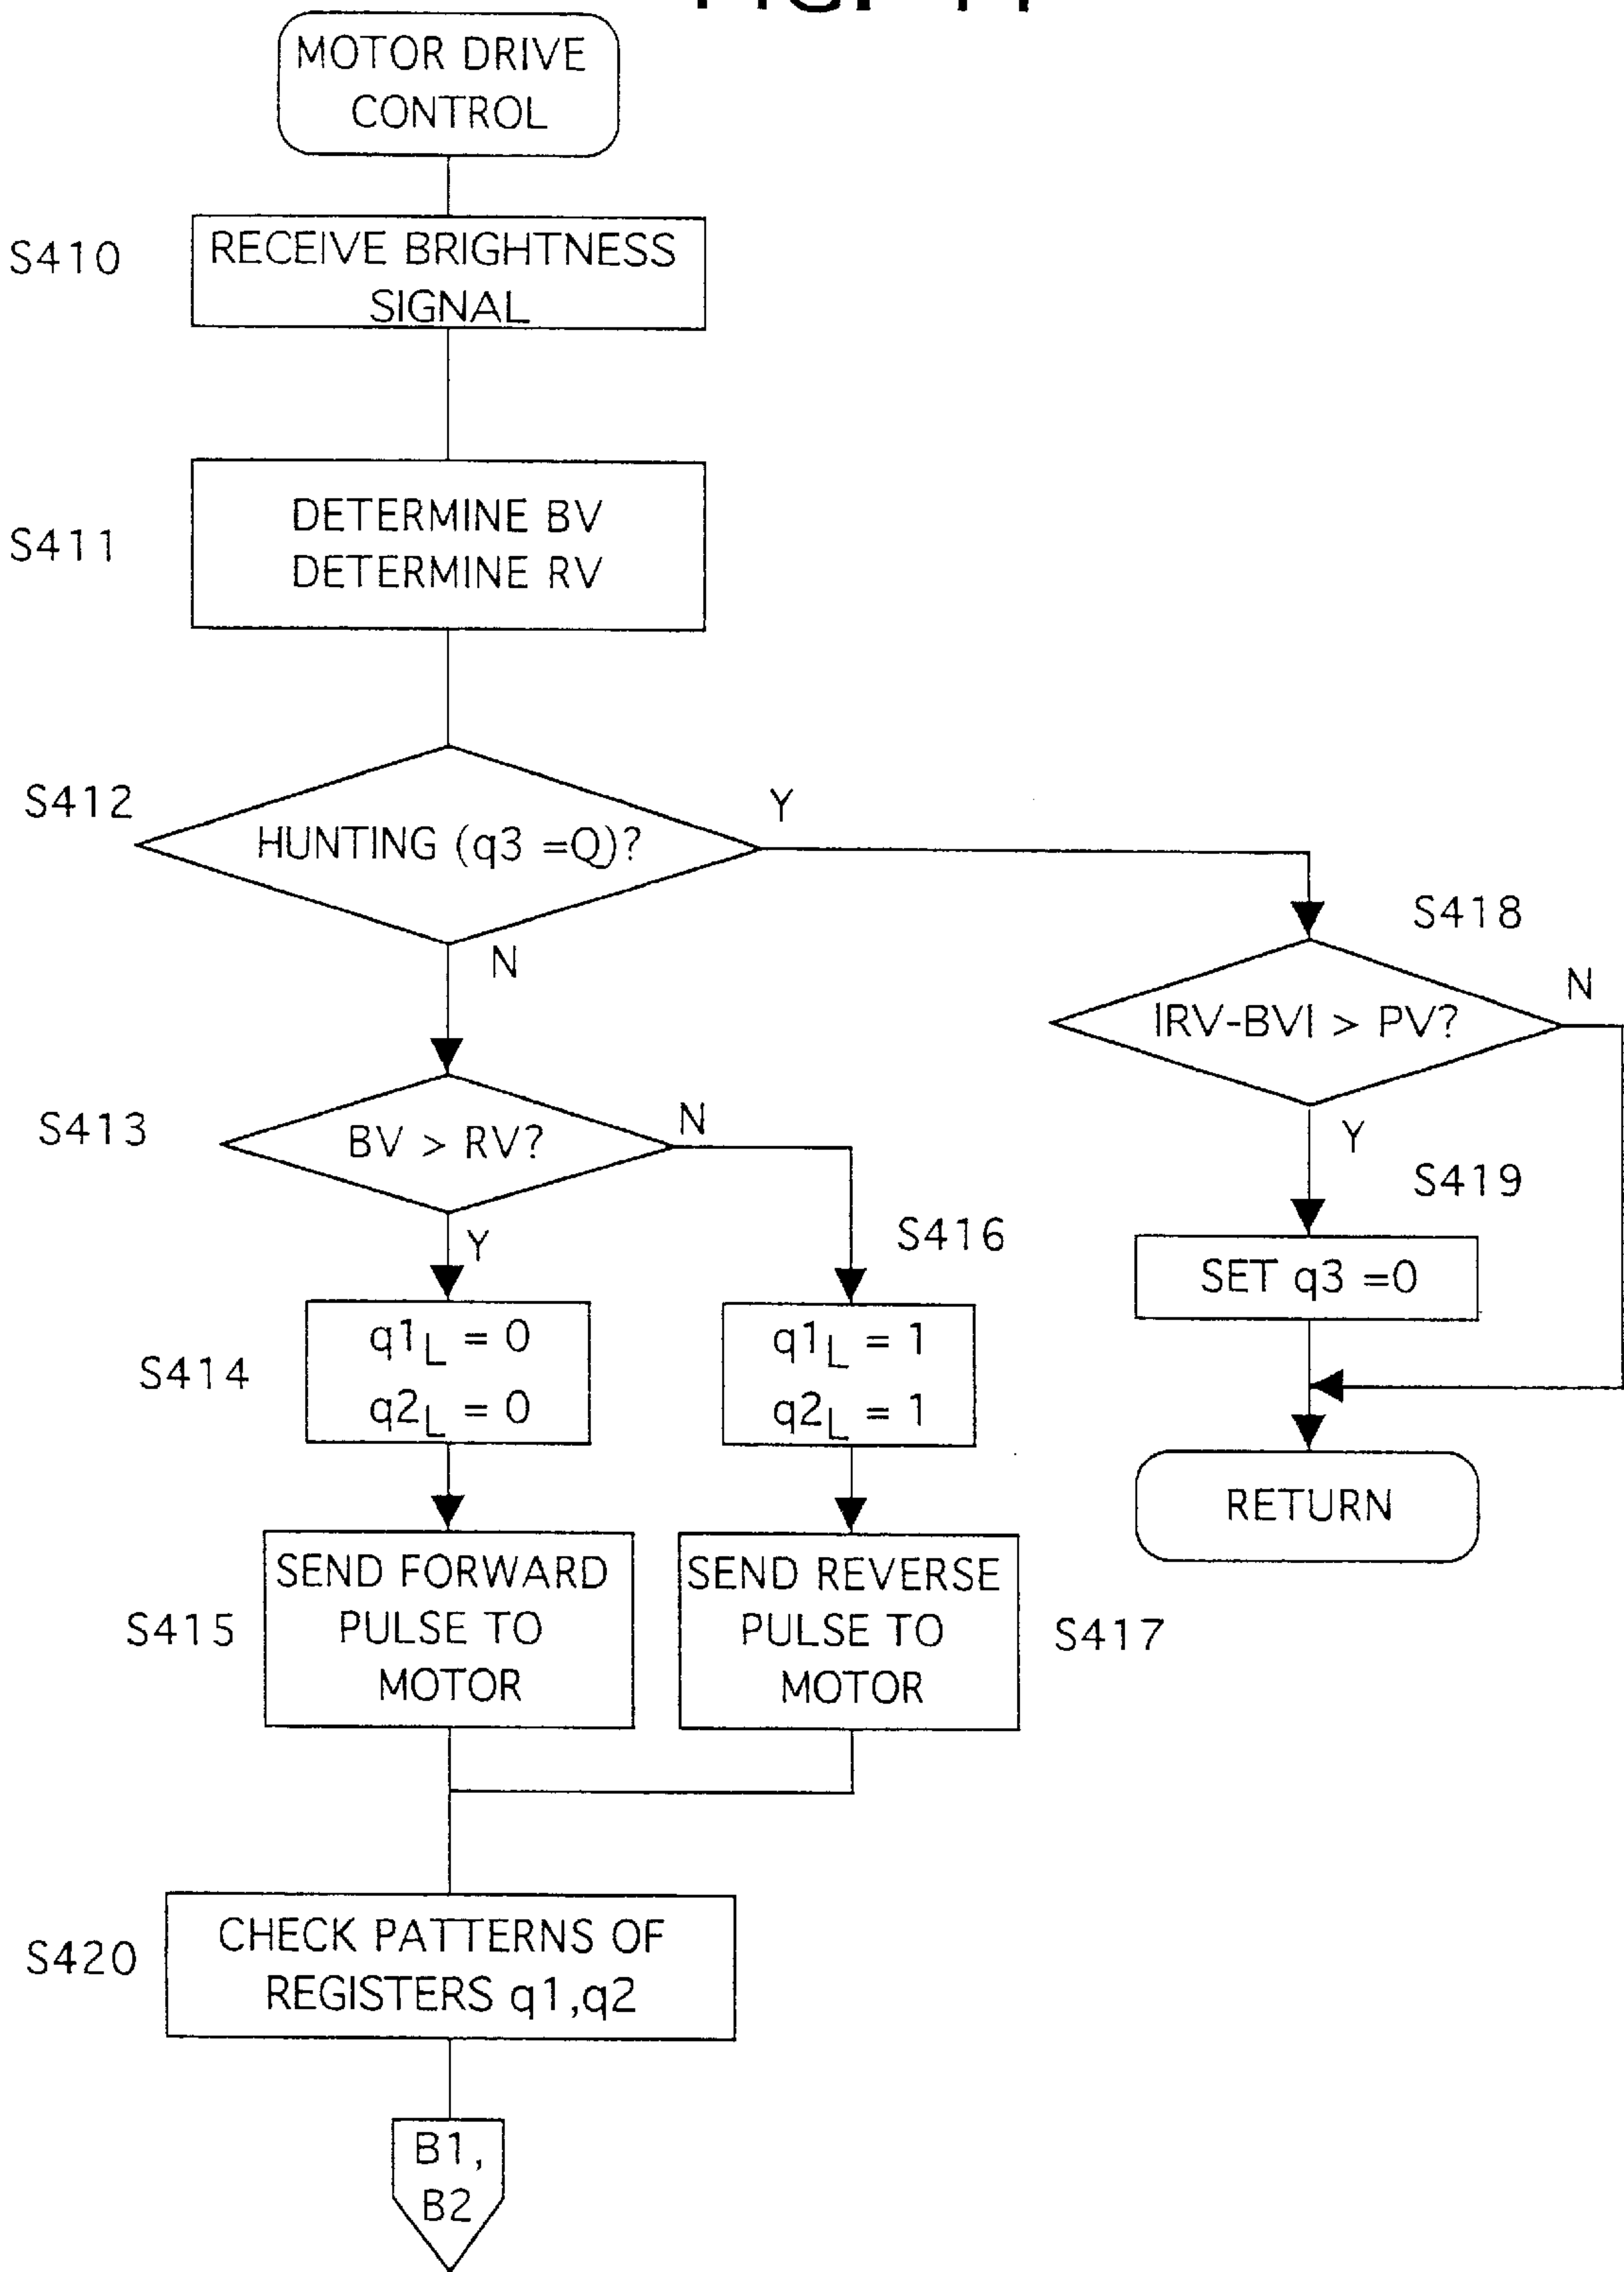 MOTOR DRIVE
CONTROL
S410
RECEIVE BRIGHTNESS
SIGNAL
S411
DETERMINE BV
DETERMINE RV
S412
HUNTING (q3 =Q)?
Y
N
S418
IRV-BVI > PV?
N
Y
S413
BV > RV?
N
Y
S419
SET q3 =0
RETURN
S414
q1L = 0
q2L = 0
S416
q1L = 1
q2L = 1
S415
SEND FORWARD
PULSE TO
MOTOR
SEND REVERSE
PULSE TO
MOTOR
S417
S420
CHECK PATTERNS OF
REGISTERS q1,q2
B1,
B2